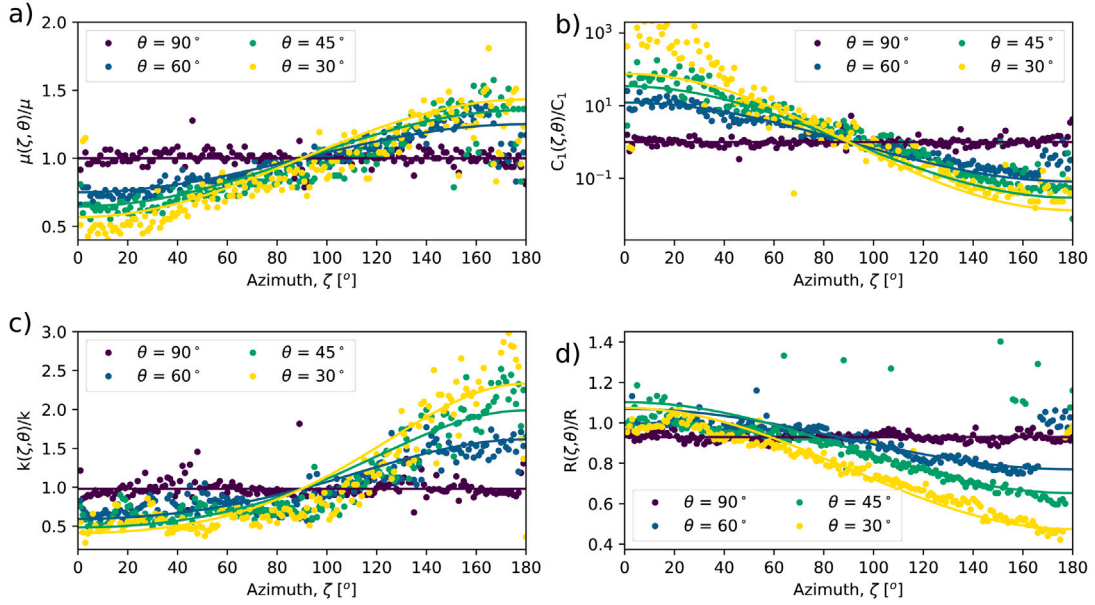 a)
2.0
1.5
1.0
0.5
μ(ζ,, θ)/μ
θ = 90° θ = 45°
θ = 60° θ = 30°
0 20 40 60 80 100 120 140 160 180
Azimuth, ζ [°]
b)
10³
10¹
10⁻¹
C₁(ζ,θ)/C₁
θ = 90° θ = 45°
θ = 60° θ = 30°
0 20 40 60 80 100 120 140 160 180
Azimuth, ζ [°]
c)
3.0
2.5
2.0
1.5
1.0
0.5
k(ζ,θ)/k
θ = 90° θ = 45°
θ = 60° θ = 30°
0 20 40 60 80 100 120 140 160 180
Azimuth, ζ [°]
d)
1.4
1.2
1.0
0.8
0.6
0.4
R(ζ,θ)/R
θ = 90° θ = 45°
θ = 60° θ = 30°
0 20 40 60 80 100 120 140 160 180
Azimuth, ζ [°]